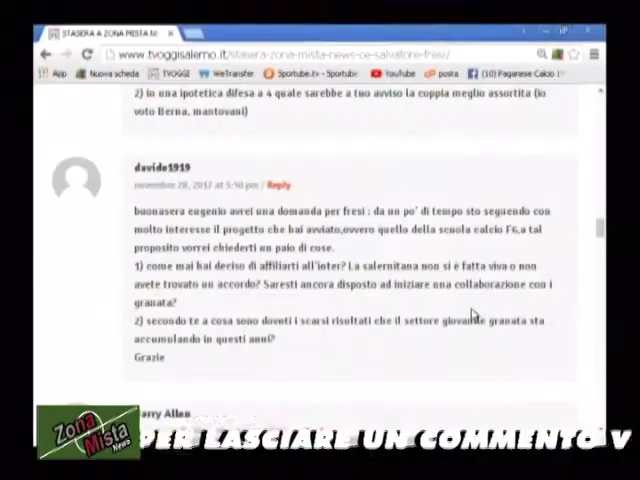 STASERA A ZONA MISTA N
www.tvoggisalerno.it/stasera-zona-mista-news-ce-salvatore-fresi/
App Nuova scheda TVOGGI WeTransfer Sportube.tv - Sportube YouTube posta (10) Paganese Calcio 1
2) in una ipotetica difesa a 4 quale sarebbe a tuo avviso la coppia meglio assortita (io
voto Berna, mantovani)
davide1919
novembre 28, 2017 at 5:50 pm / Reply
buonasera eugenio avrei una domanda per fresi : da un po' di tempo sto seguendo con
molto interesse il progetto che hai avviato,ovvero quello della scuola calcio F6,a tal
proposito vorrei chiederti un paio di cose.
1) come mai hai deciso di affiliarti all'inter? La salernitana non si è fatta viva o non
avete trovato un accordo? Saresti ancora disposto ad iniziare una collaborazione con i
granata?
2) secondo te a cosa sono dovuti i scarsi risultati che il settore giovanile granata sta
accumulando in questi anni?
Grazie
arry Allen
Zona Mista News
PER LASCIARE UN COMMENTO V